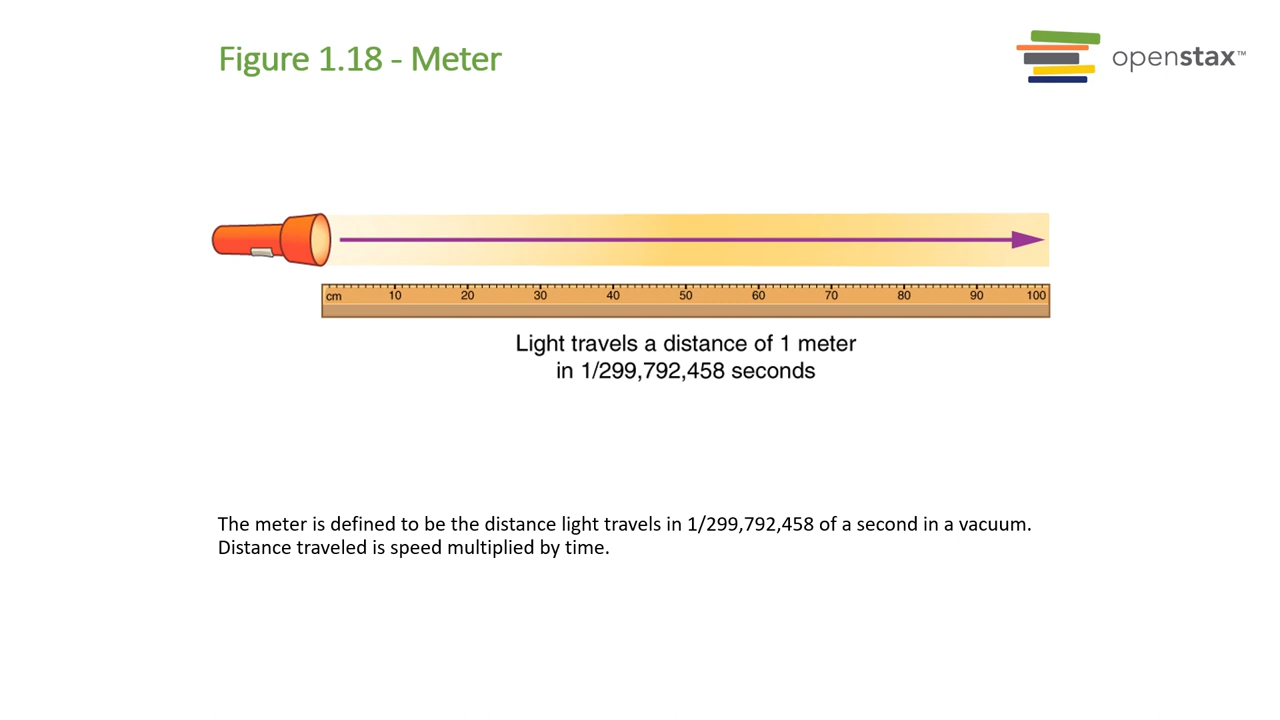 Figure 1.18 - Meter
openstax™
cm 10 20 30 40 50 60 70 80 90 100
Light travels a distance of 1 meter
in 1/299,792,458 seconds
The meter is defined to be the distance light travels in 1/299,792,458 of a second in a vacuum.
Distance traveled is speed multiplied by time.